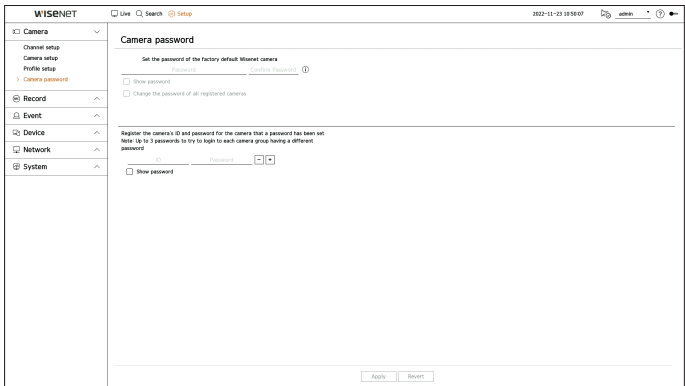 WISENET
Live Search Setup
2022-11-23 10:50:07 admin
Camera
Channel setup
Camera setup
Profile setup
> Camera password
Record
Event
Device
Network
System
Camera password
Set the password of the factory default Wisenet camera
Password Confirm Password
Show password
Change the password of all registered cameras
Register the camera's ID and password for the camera that a password has been set
Note: Up to 3 passwords to try to login to each camera group having a different
password
ID Password - +
Show password
Apply Revert